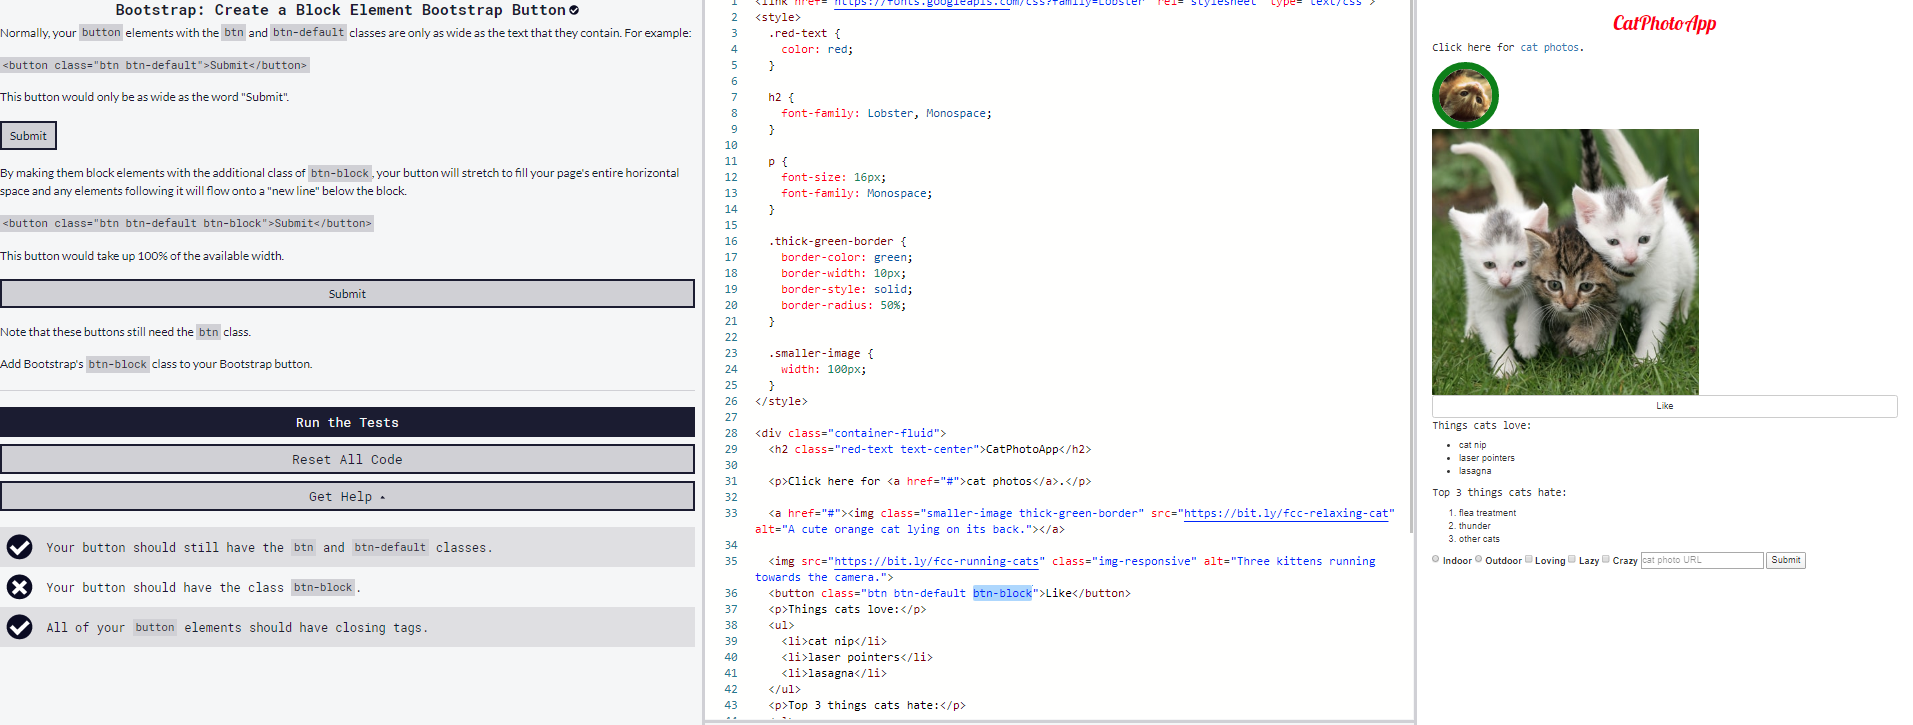 Bootstrap: Create a Block Element Bootstrap Button
Normally, your button elements with the btn and btn-default classes are only as wide as the text that they contain. For example:
<button class="btn btn-default">Submit</button>
This button would only be as wide as the word "Submit".
Submit
By making them block elements with the additional class of btn-block, your button will stretch to fill your page's entire horizontal
space and any elements following it will flow onto a "new line" below the block.
<button class="btn btn-default btn-block">Submit</button>
This button would take up 100% of the available width.
Submit
Note that these buttons still need the btn class.
Add Bootstrap's btn-block class to your Bootstrap button.
Run the Tests
Reset All Code
Get Help
Your button should still have the btn and btn-default classes.
Your button should have the class btn-block.
All of your button elements should have closing tags.
1 <link href="https://fonts.googleapis.com/css?family=Lobster" rel="stylesheet" type="text/css">
2 <style>
3 .red-text {
4 color: red;
5 }
6
7 h2 {
8 font-family: Lobster, Monospace;
9 }
10
11 p {
12 font-size: 16px;
13 font-family: Monospace;
14 }
15
16 .thick-green-border {
17 border-color: green;
18 border-width: 10px;
19 border-style: solid;
20 border-radius: 50%;
21 }
22
23 .smaller-image {
24 width: 100px;
25 }
26 </style>
27
28 <div class="container-fluid">
29 <h2 class="red-text text-center">CatPhotoApp</h2>
30
31 <p>Click here for <a href="#">cat photos</a>.</p>
32
33 <a href="#"><img class="smaller-image thick-green-border" src="https://bit.ly/fcc-relaxing-cat"
alt="A cute orange cat lying on its back."></a>
34
35 <img src="https://bit.ly/fcc-running-cats" class="img-responsive" alt="Three kittens running
towards the camera.">
36 <button class="btn btn-default btn-block">Like</button>
37 <p>Things cats love:</p>
38 <ul>
39 <li>cat nip</li>
40 <li>laser pointers</li>
41 <li>lasagna</li>
42 </ul>
43 <p>Top 3 things cats hate:</p>
CatPhotoApp
Click here for cat photos.
Like
Things cats love:
cat nip
laser pointers
lasagna
Top 3 things cats hate:
1. flea treatment
2. thunder
3. other cats
Indoor Outdoor Loving Lazy Crazy cat photo URL Submit